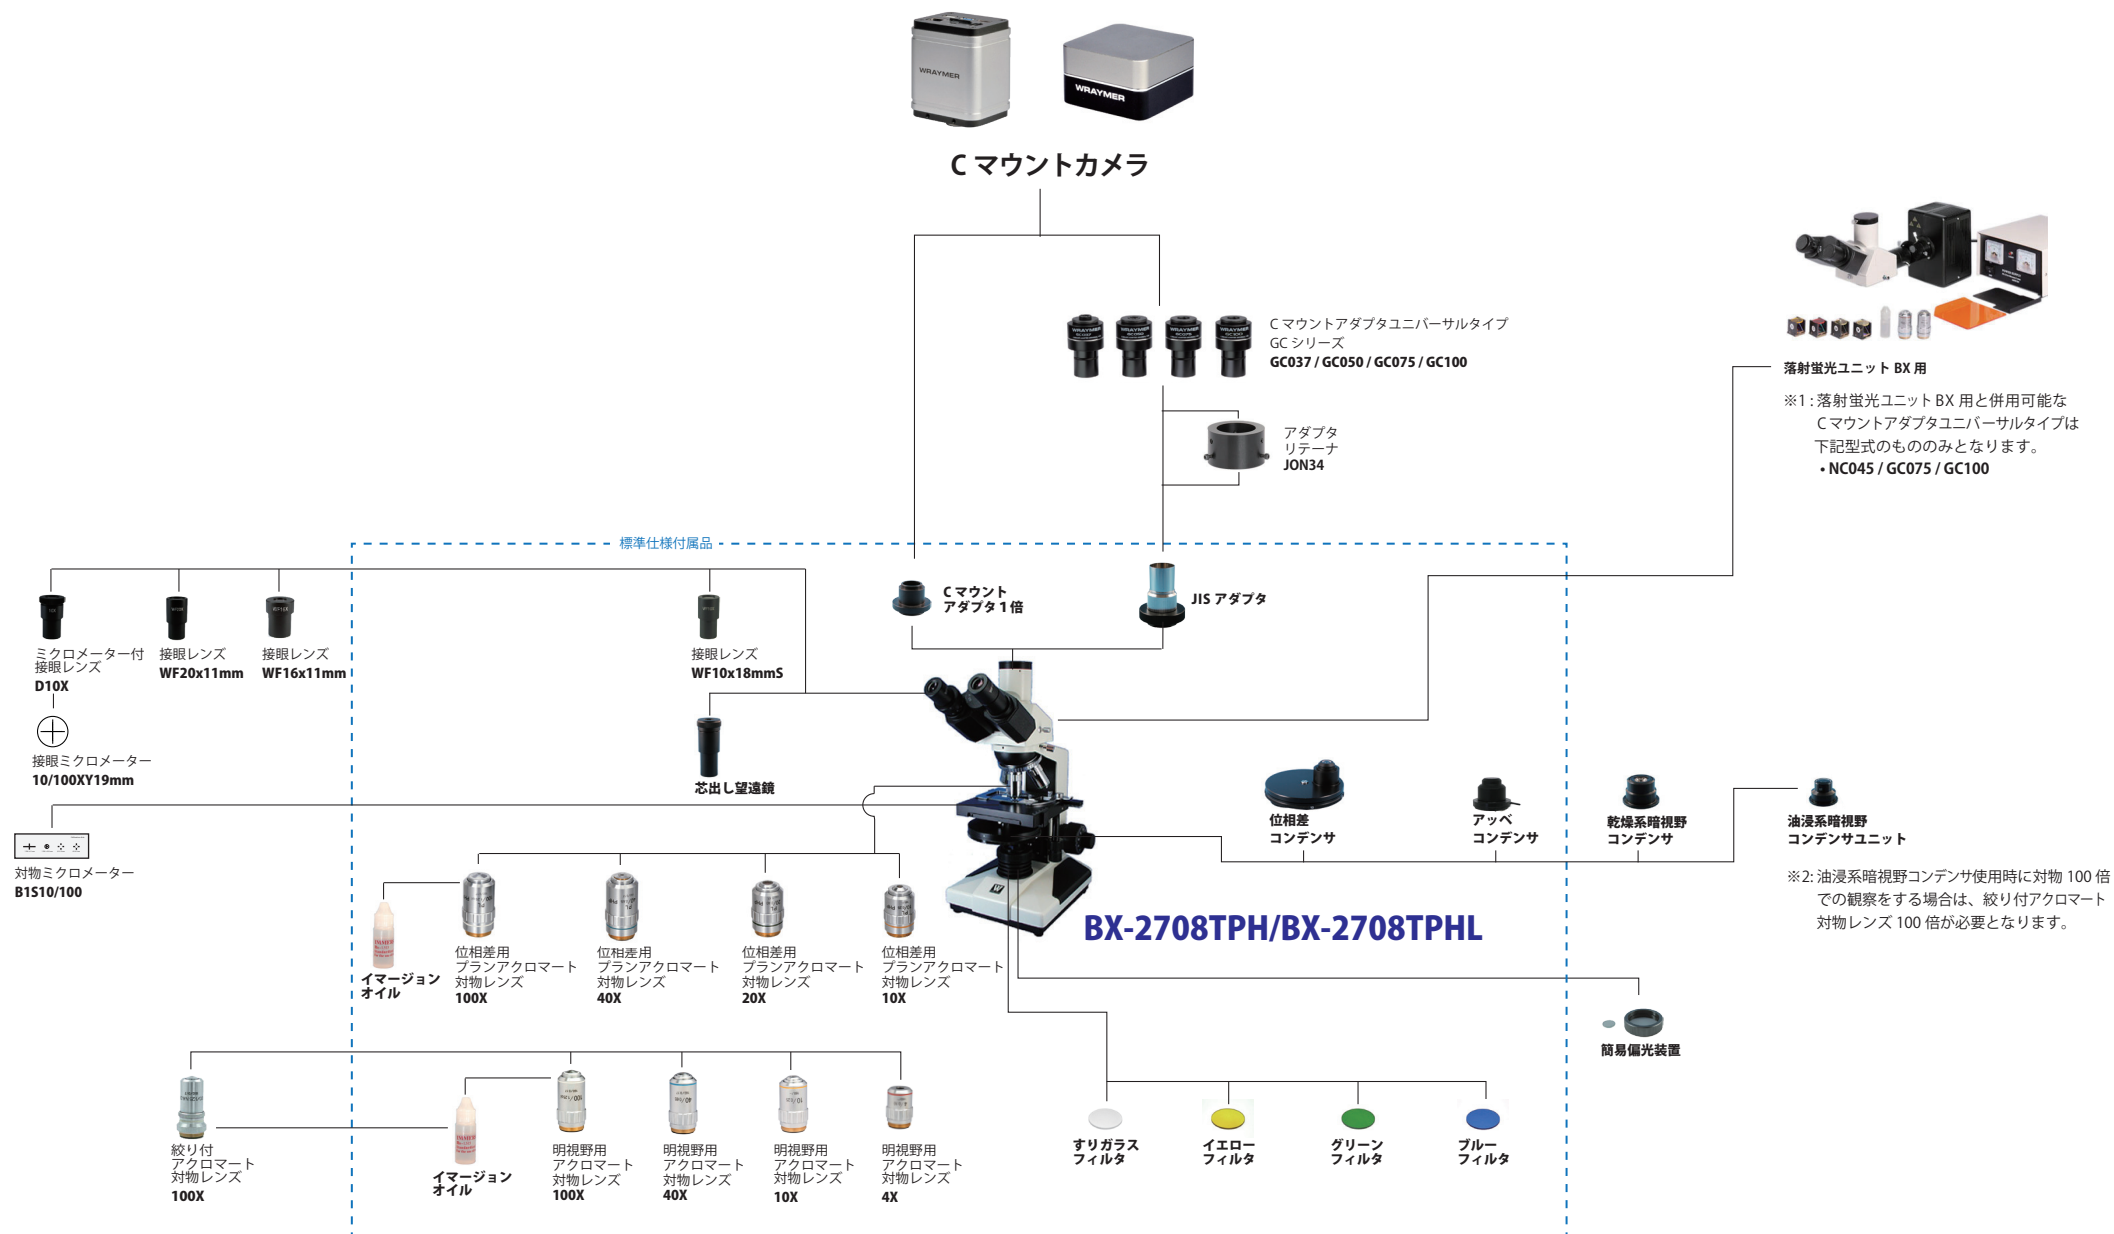 WRAYMER
WRAYMER
C マウントカメラ
C マウントアダプタユニバーサルタイプ
GC シリーズ
GC037 / GC050 / GC075 / GC100
アダプタ
リテーナ
JON34
落射蛍光ユニット BX 用
※1 : 落射蛍光ユニット BX 用と併用可能な
C マウントアダプタユニバーサルタイプは
下記型式のもののみとなります。
• NC045 / GC075 / GC100
標準仕様付属品
C マウント
アダプタ 1 倍
JIS アダプタ
ミクロメーター付
接眼レンズ
D10X
接眼レンズ
WF20x11mm
接眼レンズ
WF16x11mm
接眼レンズ
WF10x18mmS
接眼ミクロメーター
10/100XY19mm
芯出し望遠鏡
対物ミクロメーター
B1S10/100
位相差
コンデンサ
アッベ
コンデンサ
乾燥系暗視野
コンデンサ
油浸系暗視野
コンデンサユニット
※2: 油浸系暗視野コンデンサ使用時に対物 100 倍
での観察をする場合は、絞り付アクロマート
対物レンズ 100 倍が必要となります。
BX-2708TPH/BX-2708TPHL
イマージョン
オイル
位相差用
プランアクロマート
対物レンズ
100X
位相差用
プランアクロマート
対物レンズ
40X
位相差用
プランアクロマート
対物レンズ
20X
位相差用
プランアクロマート
対物レンズ
10X
簡易偏光装置
絞り付
アクロマート
対物レンズ
100X
イマージョン
オイル
明視野用
アクロマート
対物レンズ
100X
明視野用
アクロマート
対物レンズ
40X
明視野用
アクロマート
対物レンズ
10X
明視野用
アクロマート
対物レンズ
4X
すりガラス
フィルタ
イエロー
フィルタ
グリーン
フィルタ
ブルー
フィルタ